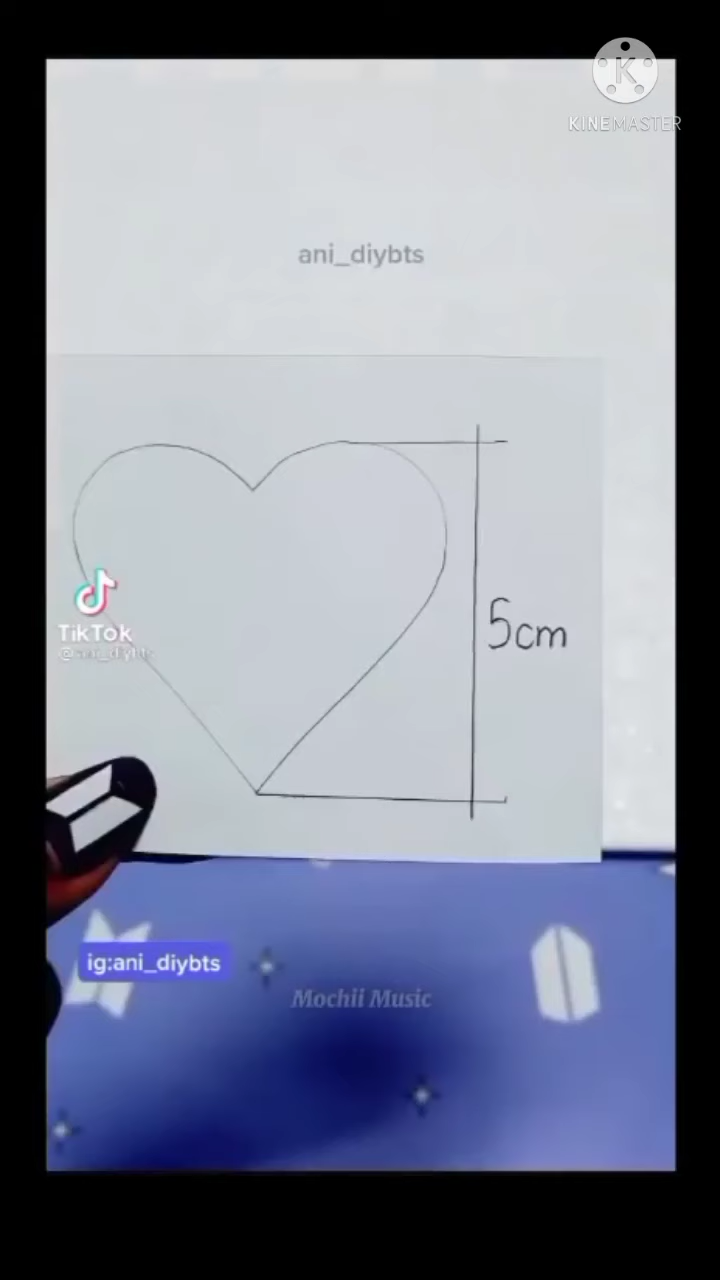 KINEMASTER
ani_diybts
5cm
TikTok
ig:ani_diybts
Mochii Music